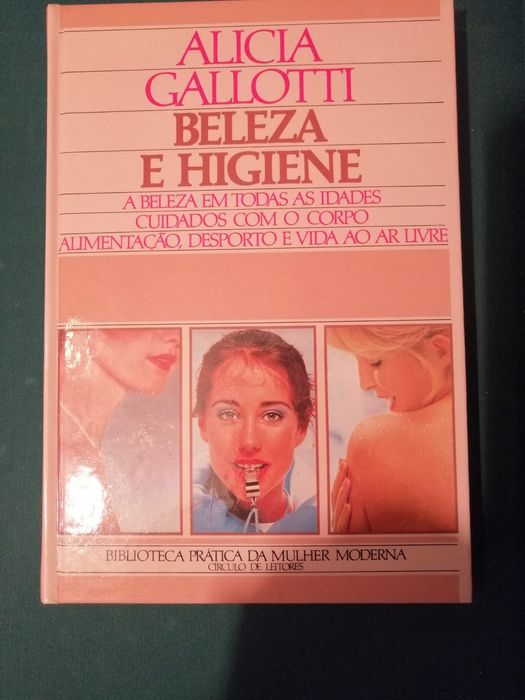 ALICIA
GALLOTTI
BELEZA
E HIGIENE
A BELEZA EM TODAS AS IDADES
CUIDADOS COM O CORPO
ALIMENTAÇÃO, DESPORTO E VIDA AO AR LIVRE
BIBLIOTECA PRÁTICA DA MULHER MODERNA
CÍRCULO DE LEITORES